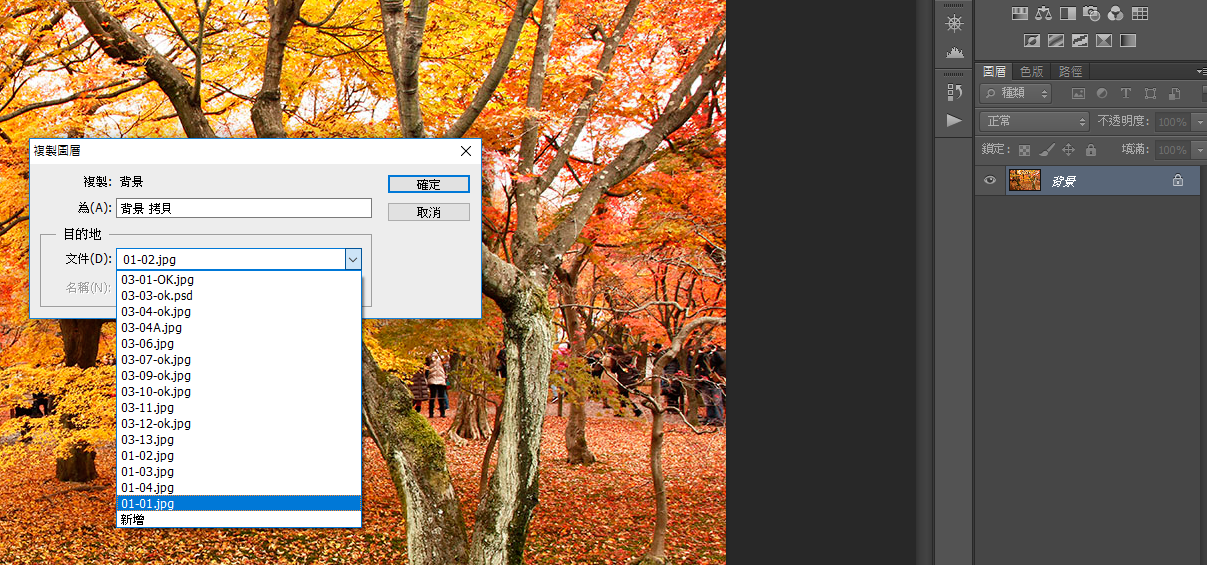 複製圖層
複製: 背景
確定
為(A): 背景 拷貝
取消
目的地
文件(D): 01-02.jpg
名稱(N):
03-01-OK.jpg
03-03-ok.psd
03-04-ok.jpg
03-04A.jpg
03-06.jpg
03-07-ok.jpg
03-09-ok.jpg
03-10-ok.jpg
03-11.jpg
03-12-ok.jpg
03-13.jpg
01-02.jpg
01-03.jpg
01-04.jpg
01-01.jpg
新增
圖層 色版 路徑
種類
正常 不透明度: 100%
鎖定: 填滿: 100%
背景